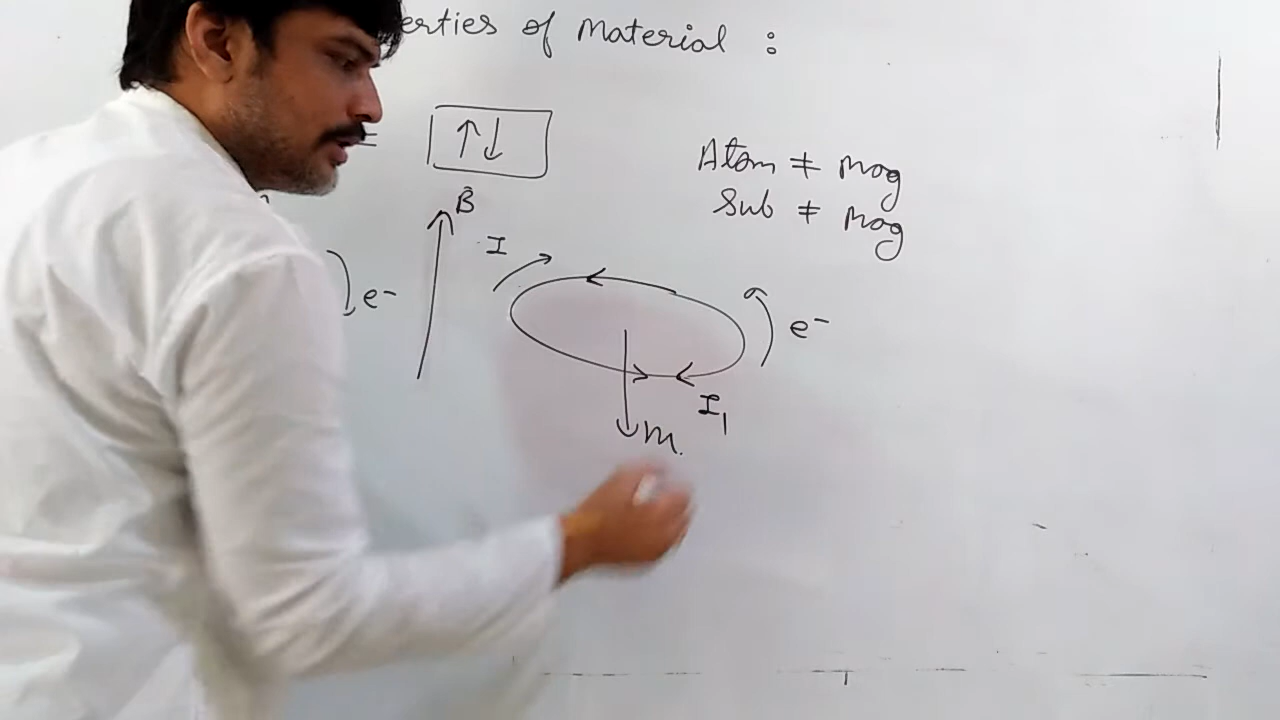 erties of Material :
=
↑↓
Atom ≠ Mag
Sub ≠ Mag
B
I
e-
e-
I1
M